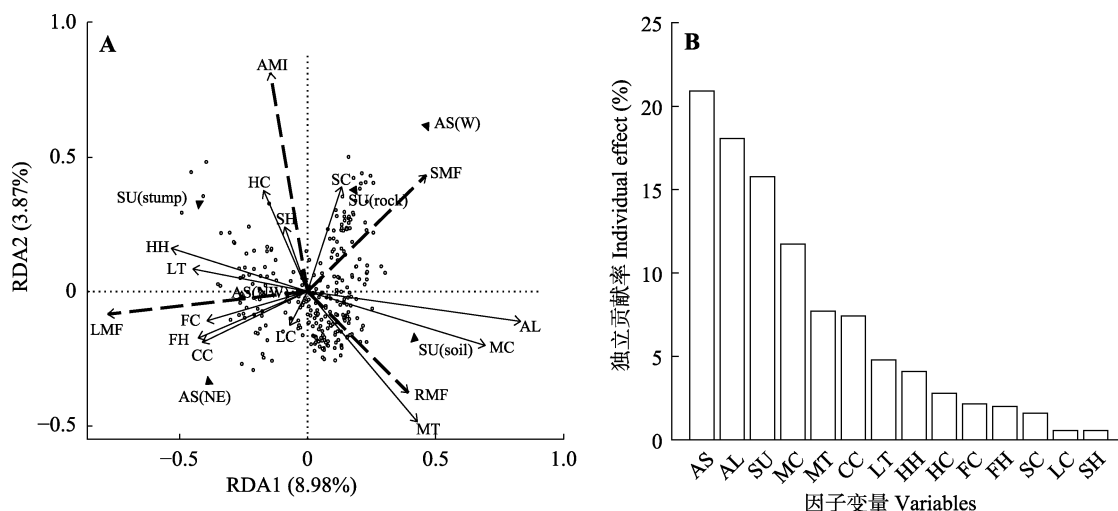 A
1.0
0.5
0
−0.5
RDA2 (3.87%)
−0.5
0
0.5
1.0
RDA1 (8.98%)
AMI
AS(W)
SMF
HC
SC
SU(rock)
SU(stump)
SH
HH
LT
AS(NW)
LMF
FC
FH
CC
LC
AL
MC
SU(soil)
AS(NE)
RMF
MT
B
25
20
15
10
5
0
独立贡献率 Individual effect (%)
AS
AL
SU
MC
MT
CC
LT
HH
HC
FC
FH
SC
LC
SH
因子变量 Variables